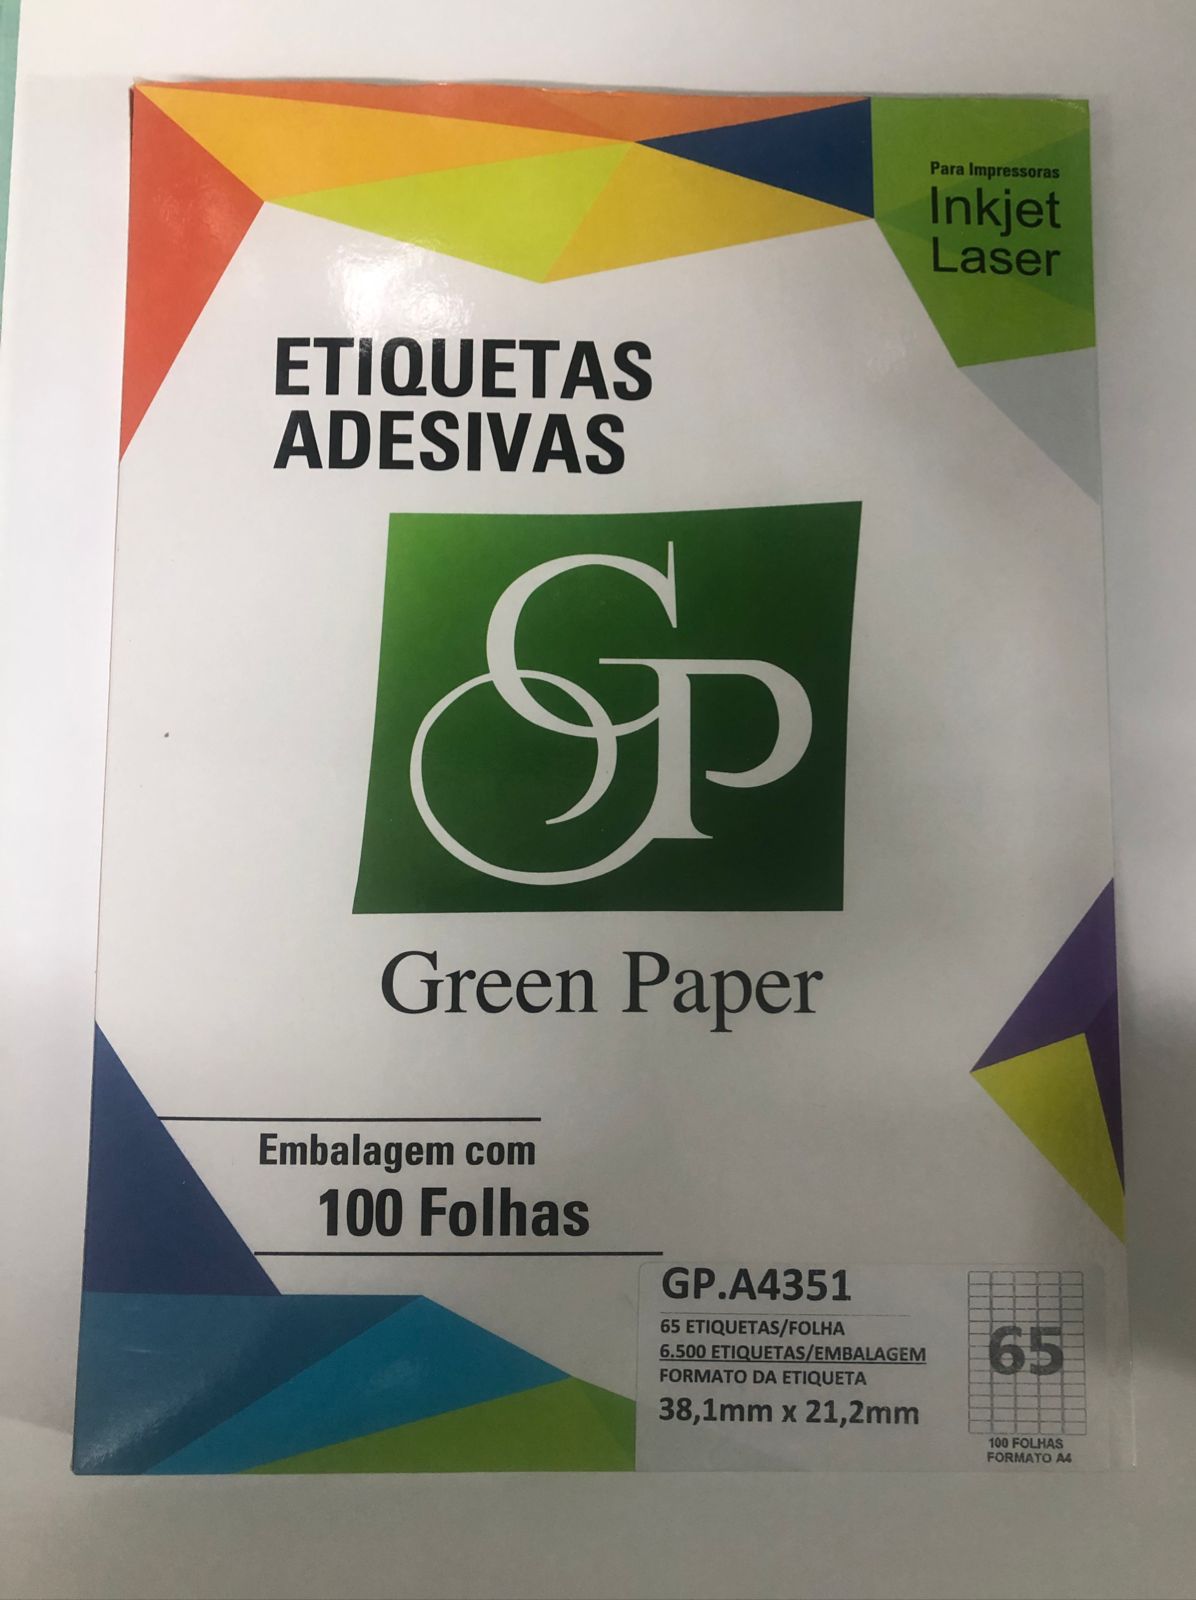 Para Impressoras
Inkjet
Laser
ETIQUETAS
ADESIVAS
GP
Green Paper
Embalagem com
100 Folhas
GP.A4351
65 ETIQUETAS/FOLHA
6.500 ETIQUETAS/EMBALAGEM
FORMATO DA ETIQUETA
38,1mm x 21,2mm
65
100 FOLHAS
FORMATO A4